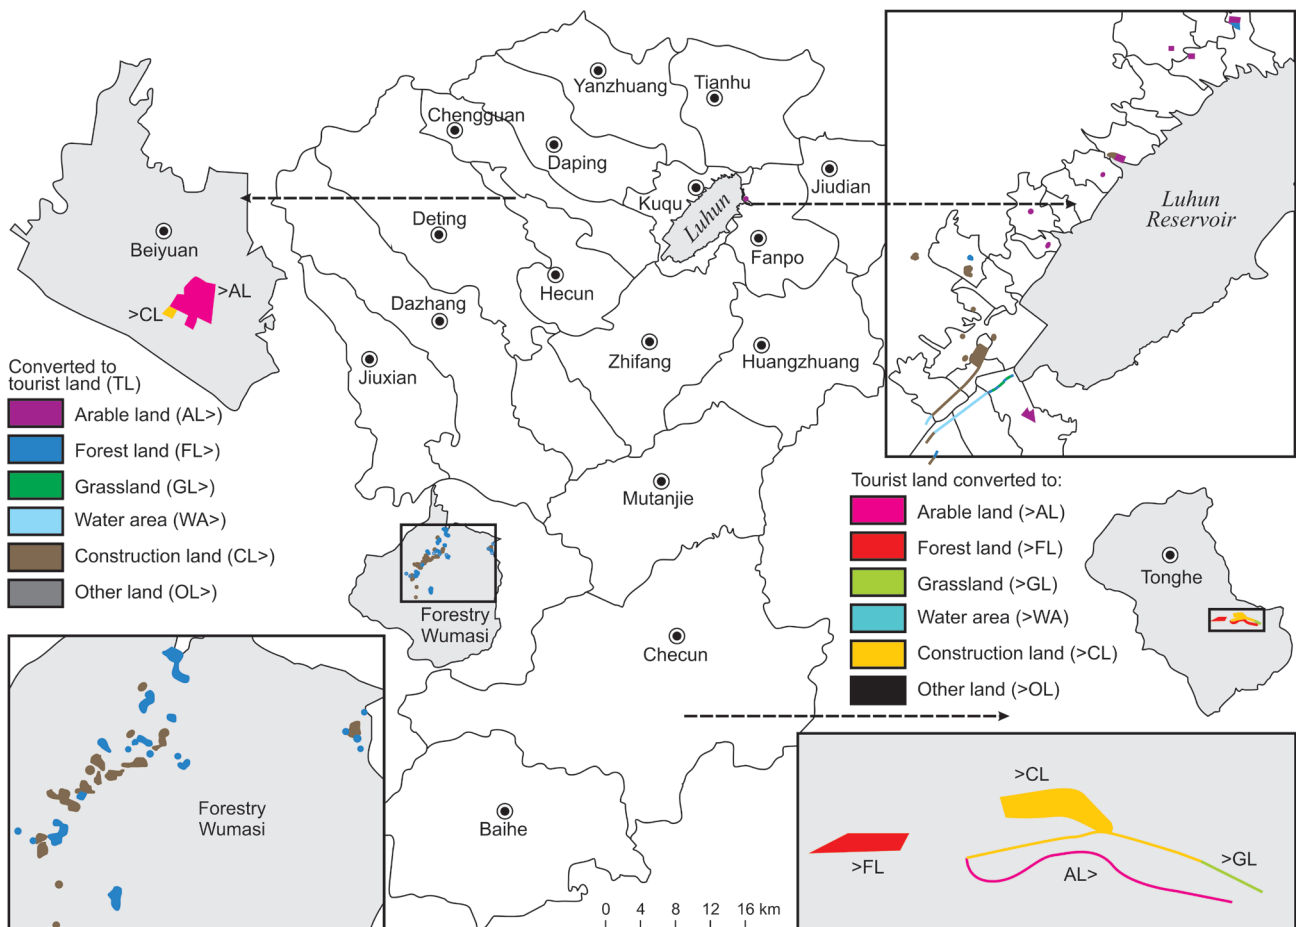 Yanzhuang
Tianhu
Chengguan
Daping
Jiudian
Kuqu
Luhun
Luhun
Reservoir
Deting
Beiyuan
Fanpo
Hecun
>AL
>CL
Dazhang
Zhifang
Huangzhuang
Jiuxian
Converted to
tourist land (TL)
Arable land (AL>)
Forest land (FL>)
Grassland (GL>)
Water area (WA>)
Construction land (CL>)
Other land (OL>)
Mutanjie
Tourist land converted to:
Arable land (>AL)
Forest land (>FL)
Grassland (>GL)
Water area (>WA)
Construction land (>CL)
Other land (>OL)
Tonghe
Forestry
Wumasi
Checun
Forestry
Wumasi
Baihe
>CL
>FL
AL>
>GL
0 4 8 12 16 km